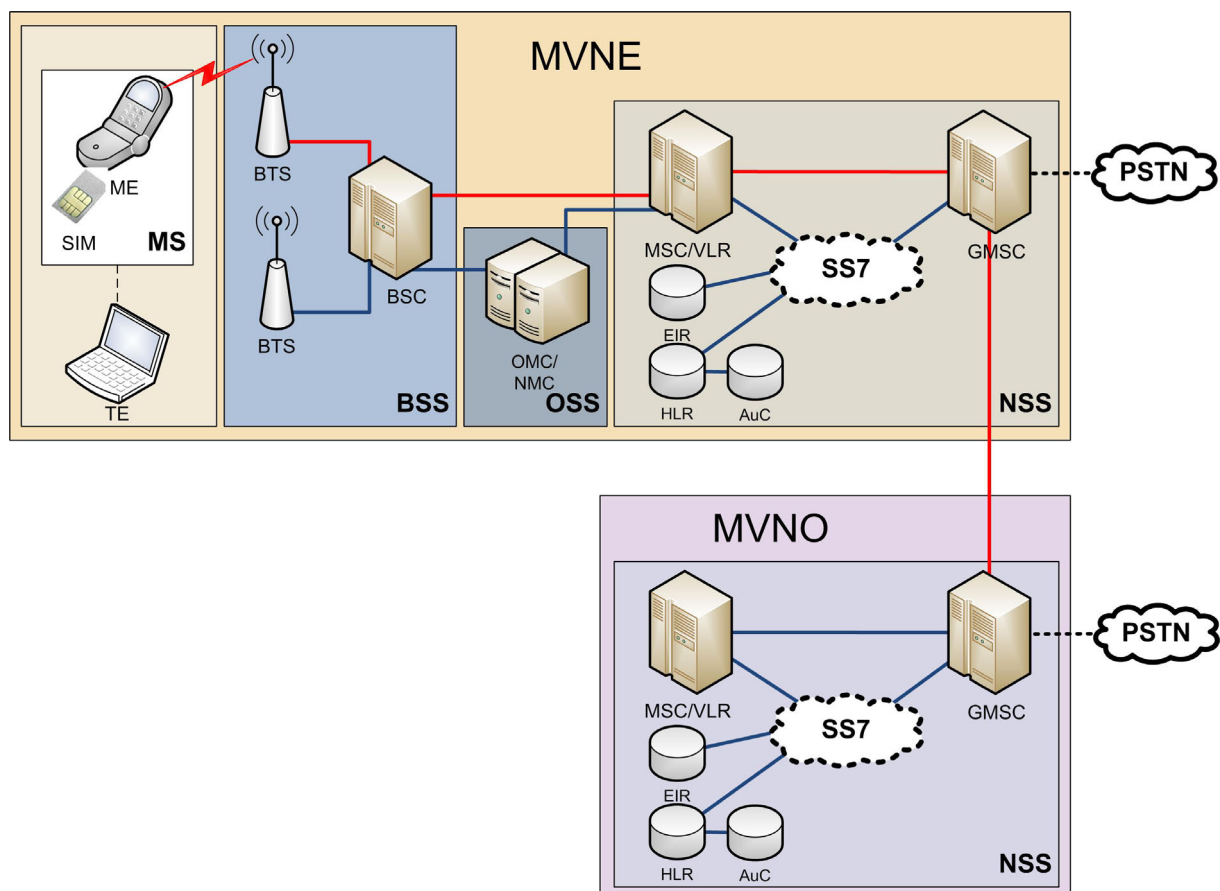 MVNE
BTS
ME
SIM
MS
TE
BTS
BSC
BSS
OMC/
NMC
OSS
MSC/VLR
GMSC
SS7
EIR
HLR
AuC
NSS
PSTN
MVNO
MSC/VLR
GMSC
SS7
EIR
HLR
AuC
NSS
PSTN